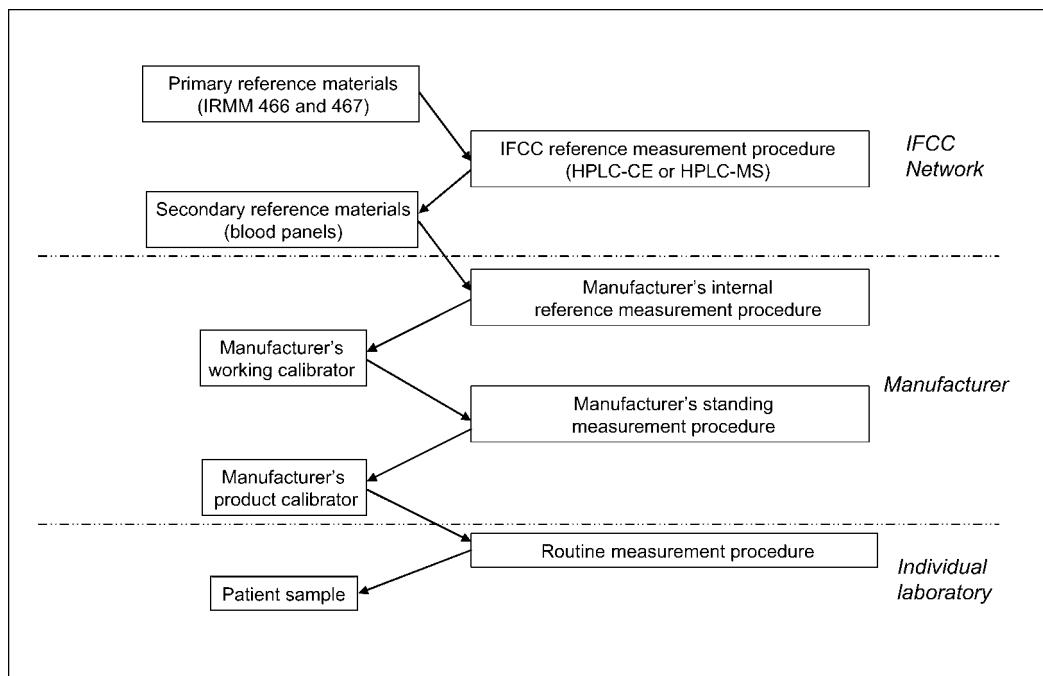 Primary reference materials
(IRMM 466 and 467)
IFCC reference measurement procedure
(HPLC-CE or HPLC-MS)
IFCC
Network
Secondary reference materials
(blood panels)
Manufacturer's internal
reference measurement procedure
Manufacturer's
working calibrator
Manufacturer
Manufacturer's standing
measurement procedure
Manufacturer's
product calibrator
Routine measurement procedure
Individual
laboratory
Patient sample